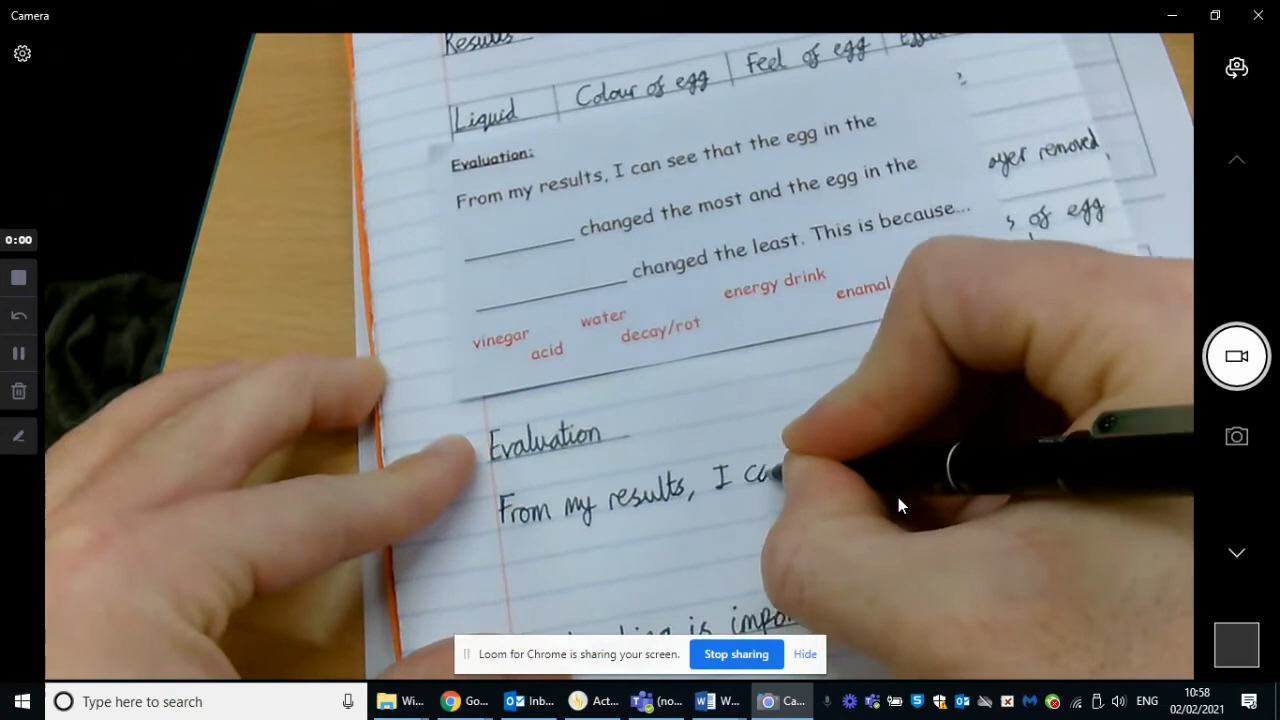 Camera
Results
Liquid Colour of egg Feel of egg
Evaluation:
From my results, I can see that the egg in the
changed the most and the egg in the
changed the least. This is because...
vinegar water energy drink enamal
acid decay/rot
ayer removed,
of egg
0:00
Evaluation
From my results, I ca
is impo
Loom for Chrome is sharing your screen. Stop sharing Hide
Type here to search Wi... Go... Inb... Act... (no... W... Ca... ENG 10:58
02/02/2021